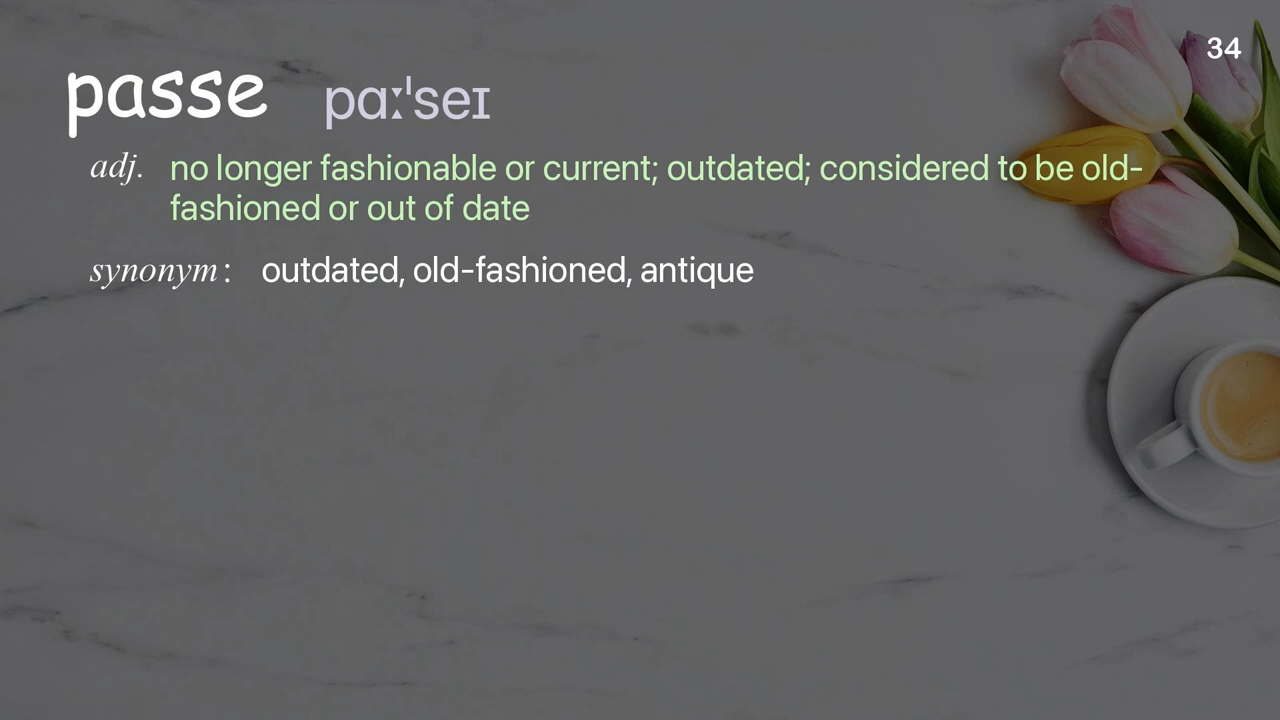 34
passe pɑːˈseɪ
adj. no longer fashionable or current; outdated; considered to be old-
fashioned or out of date
synonym: outdated, old-fashioned, antique